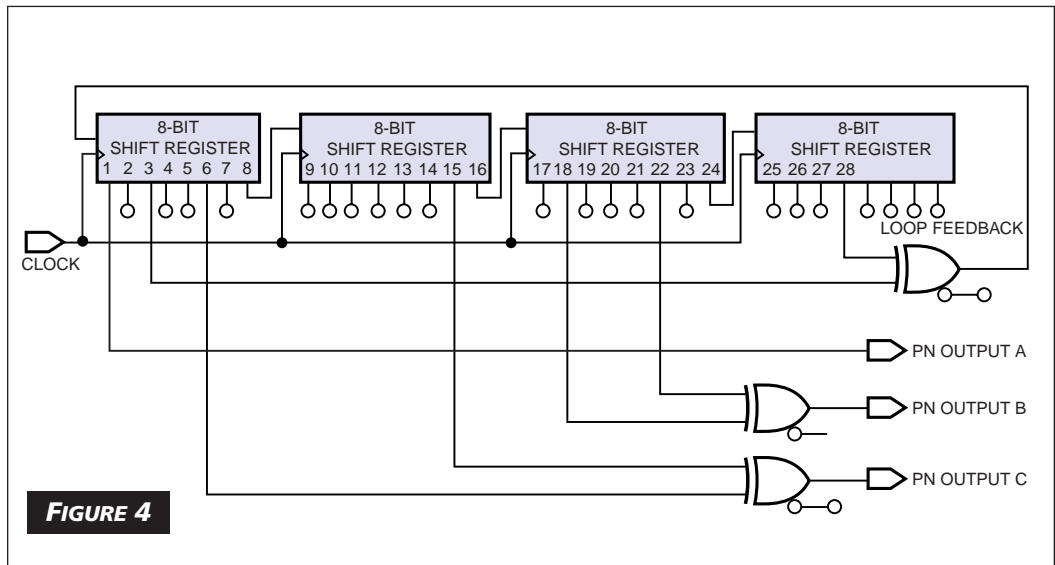 8-BIT SHIFT REGISTER
1 2 3 4 5 6 7 8
8-BIT SHIFT REGISTER
9 10 11 12 13 14 15 16
8-BIT SHIFT REGISTER
17 18 19 20 21 22 23 24
8-BIT SHIFT REGISTER
25 26 27 28
LOOP FEEDBACK
CLOCK
PN OUTPUT A
PN OUTPUT B
PN OUTPUT C
FIGURE 4